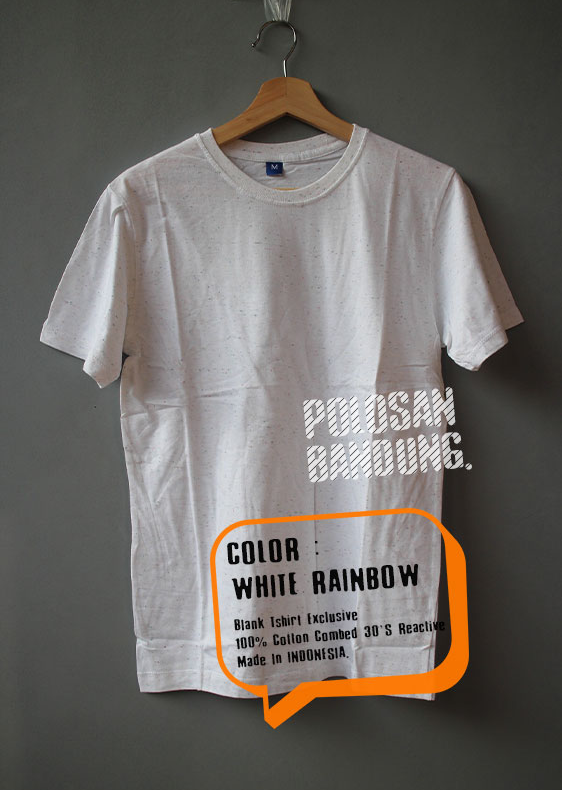 M
POLOSAN
BANDUNG.
COLOR :
WHITE RAINBOW
Blank Tshirt Exclusive
100% Cotton Combed 30'S Reactive
Made In INDONESIA.